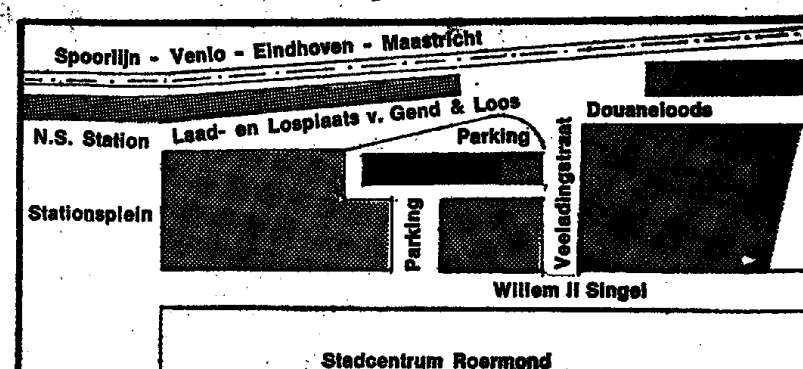 Spoorlijn - Venlo - Eindhoven - Maastricht
Laad- en Losplaats v. Gend & Loos
Douaneloods
N.S. Station
Parking
Stationsplein
Parking
Veeladingstraat
Willem II Singel
Stadcentrum Roermond